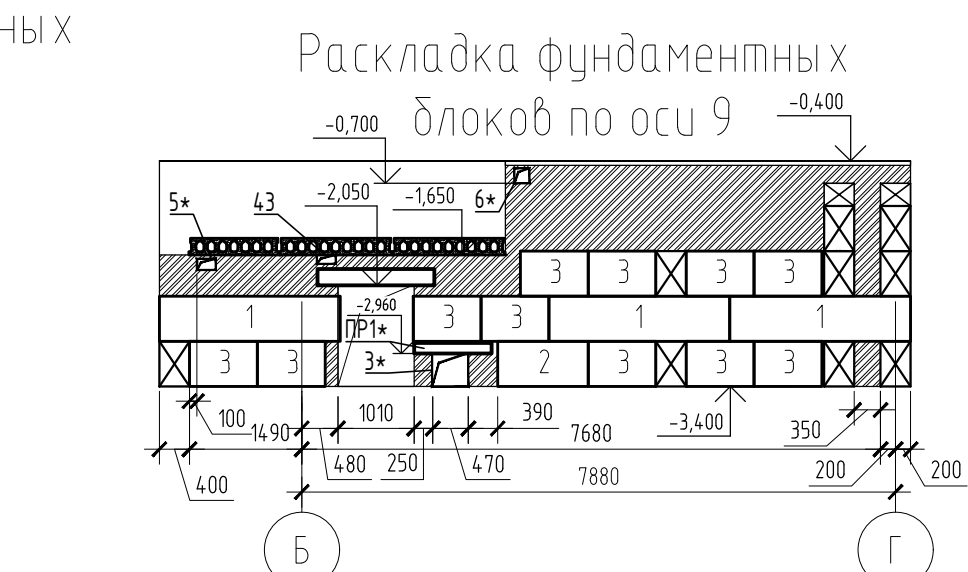 ных
Раскладка фундаментных
блоков по оси 9
-0,400
-0,700
5*
43
-2,050
-1,650
6*
3 3 3 3
1
-2,960
3 3 1 1
ПР1*
3*
3 3
2 3 3 3
100
1490
1010
390
7680
-3,400
350
400
480
250
470
200
200
7880
Б
Г